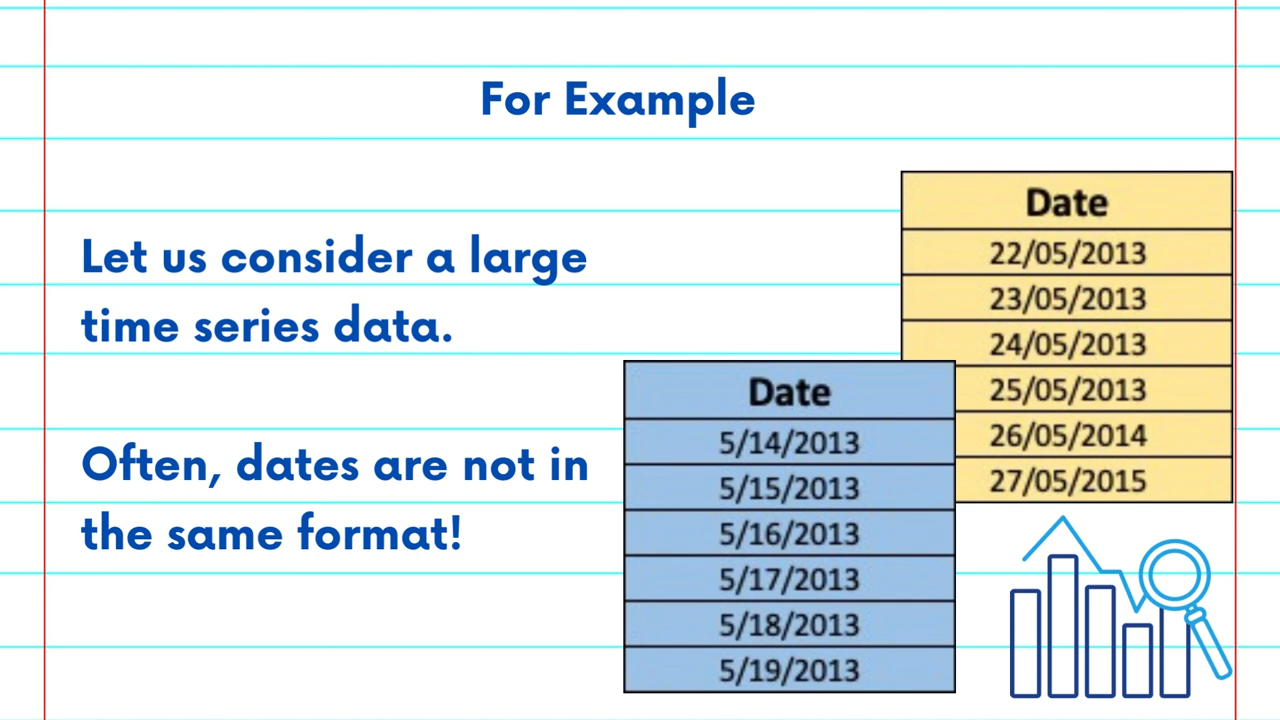 For Example
Let us consider a large
time series data.
Often, dates are not in
the same format!
Date
22/05/2013
23/05/2013
24/05/2013
25/05/2013
26/05/2014
27/05/2015
Date
5/14/2013
5/15/2013
5/16/2013
5/17/2013
5/18/2013
5/19/2013